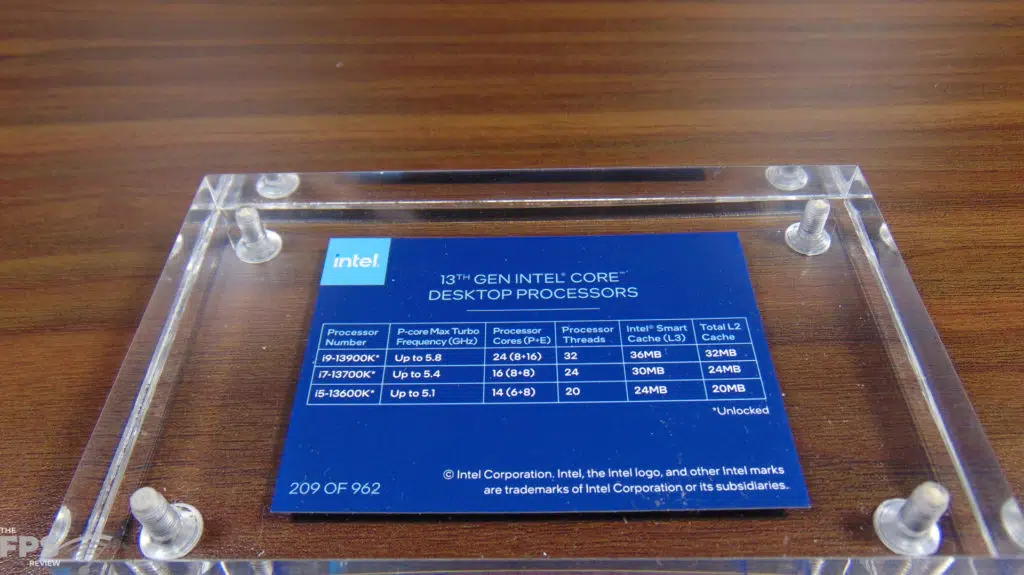 intel.
13TH GEN INTEL® CORE™
DESKTOP PROCESSORS
Processor Number P-core Max Turbo Frequency (GHz) Processor Cores (P+E) Processor Threads Intel® Smart Cache (L3) Total L2 Cache
i9-13900K* Up to 5.8 24 (8+16) 32 36MB 32MB
i7-13700K* Up to 5.4 16 (8+8) 24 30MB 24MB
i5-13600K* Up to 5.1 14 (6+8) 20 24MB 20MB
*Unlocked
© Intel Corporation. Intel, the Intel logo, and other Intel marks
are trademarks of Intel Corporation or its subsidiaries.
209 OF 962
THE
FPS
REVIEW